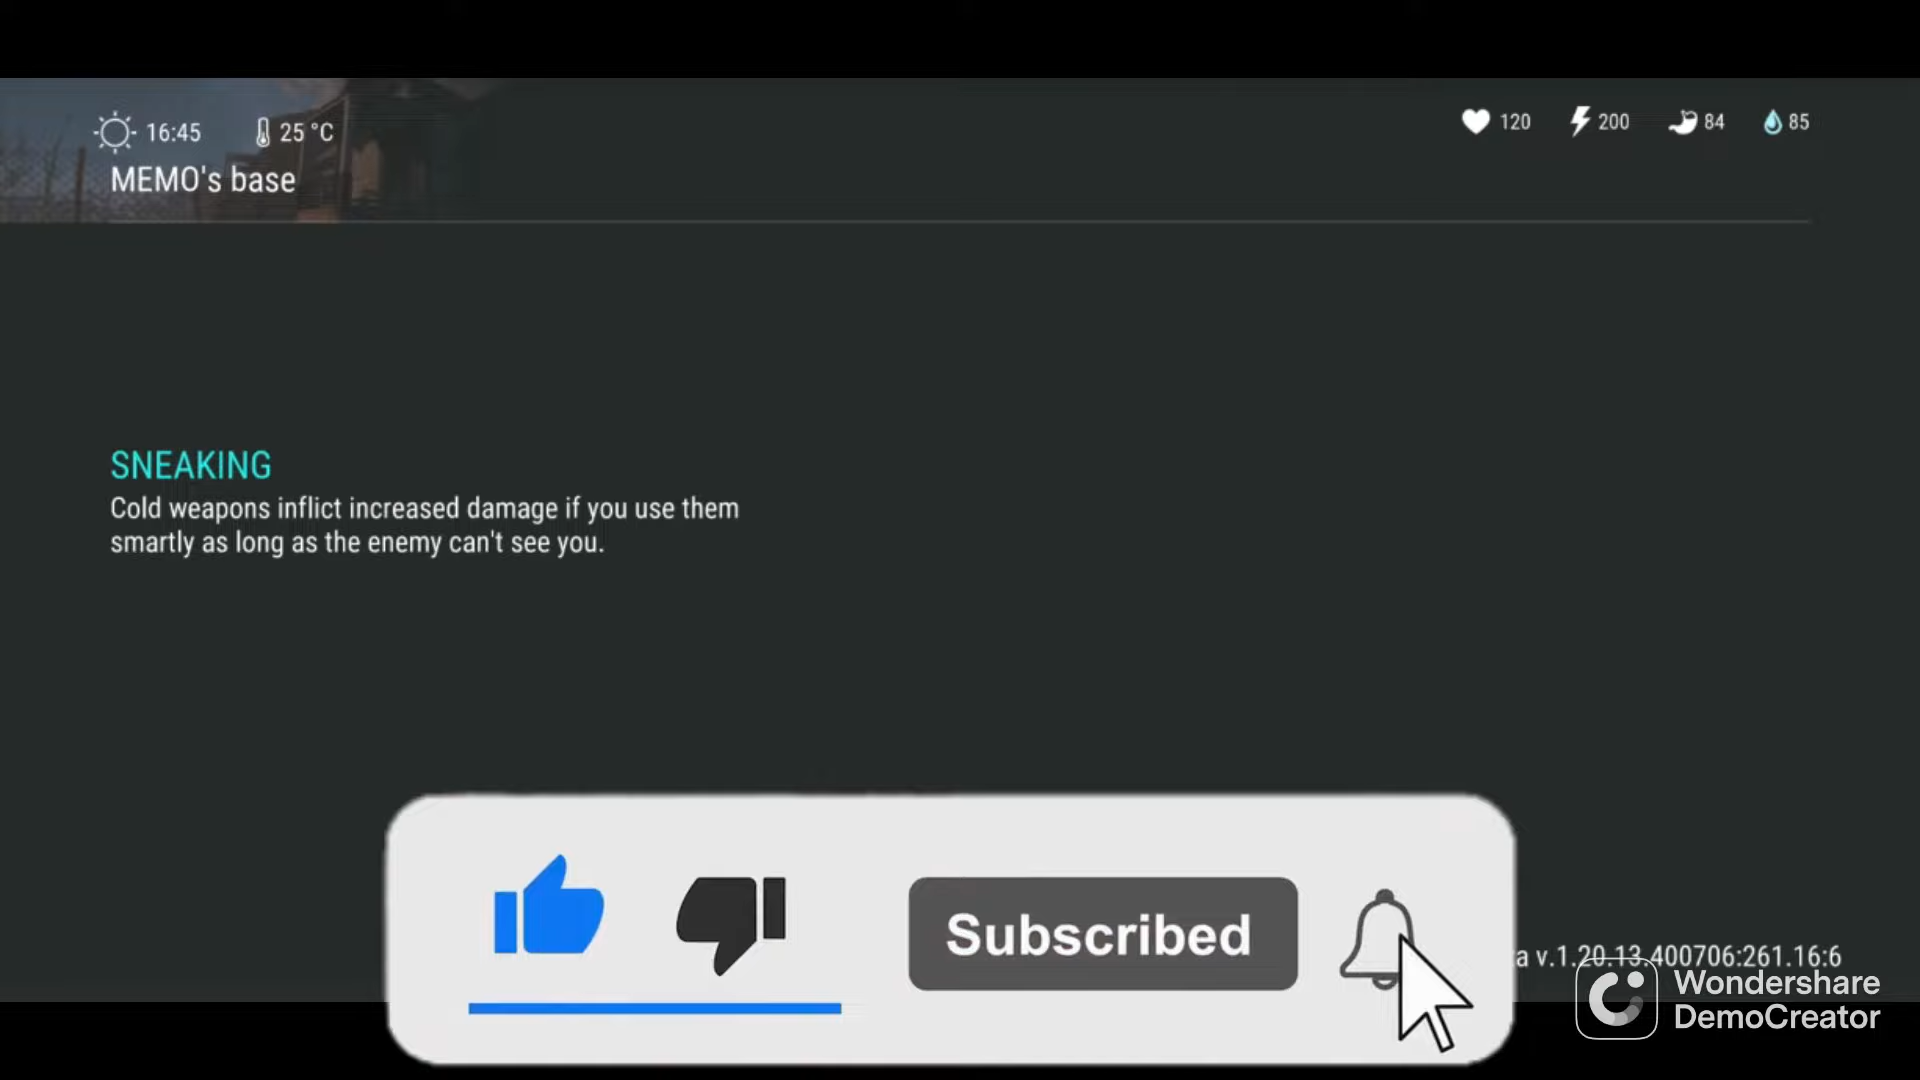 16:45
25 °C
120
200
84
85
MEMO's base
SNEAKING
Cold weapons inflict increased damage if you use them
smartly as long as the enemy can't see you.
Subscribed
a v.1.20.13.400706:261.16:6
Wondershare
DemoCreator